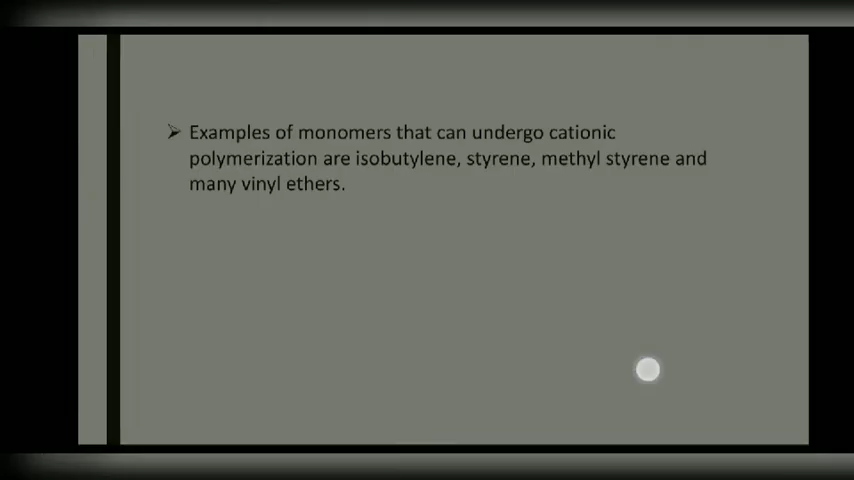 Examples of monomers that can undergo cationic
polymerization are isobutylene, styrene, methyl styrene and
many vinyl ethers.